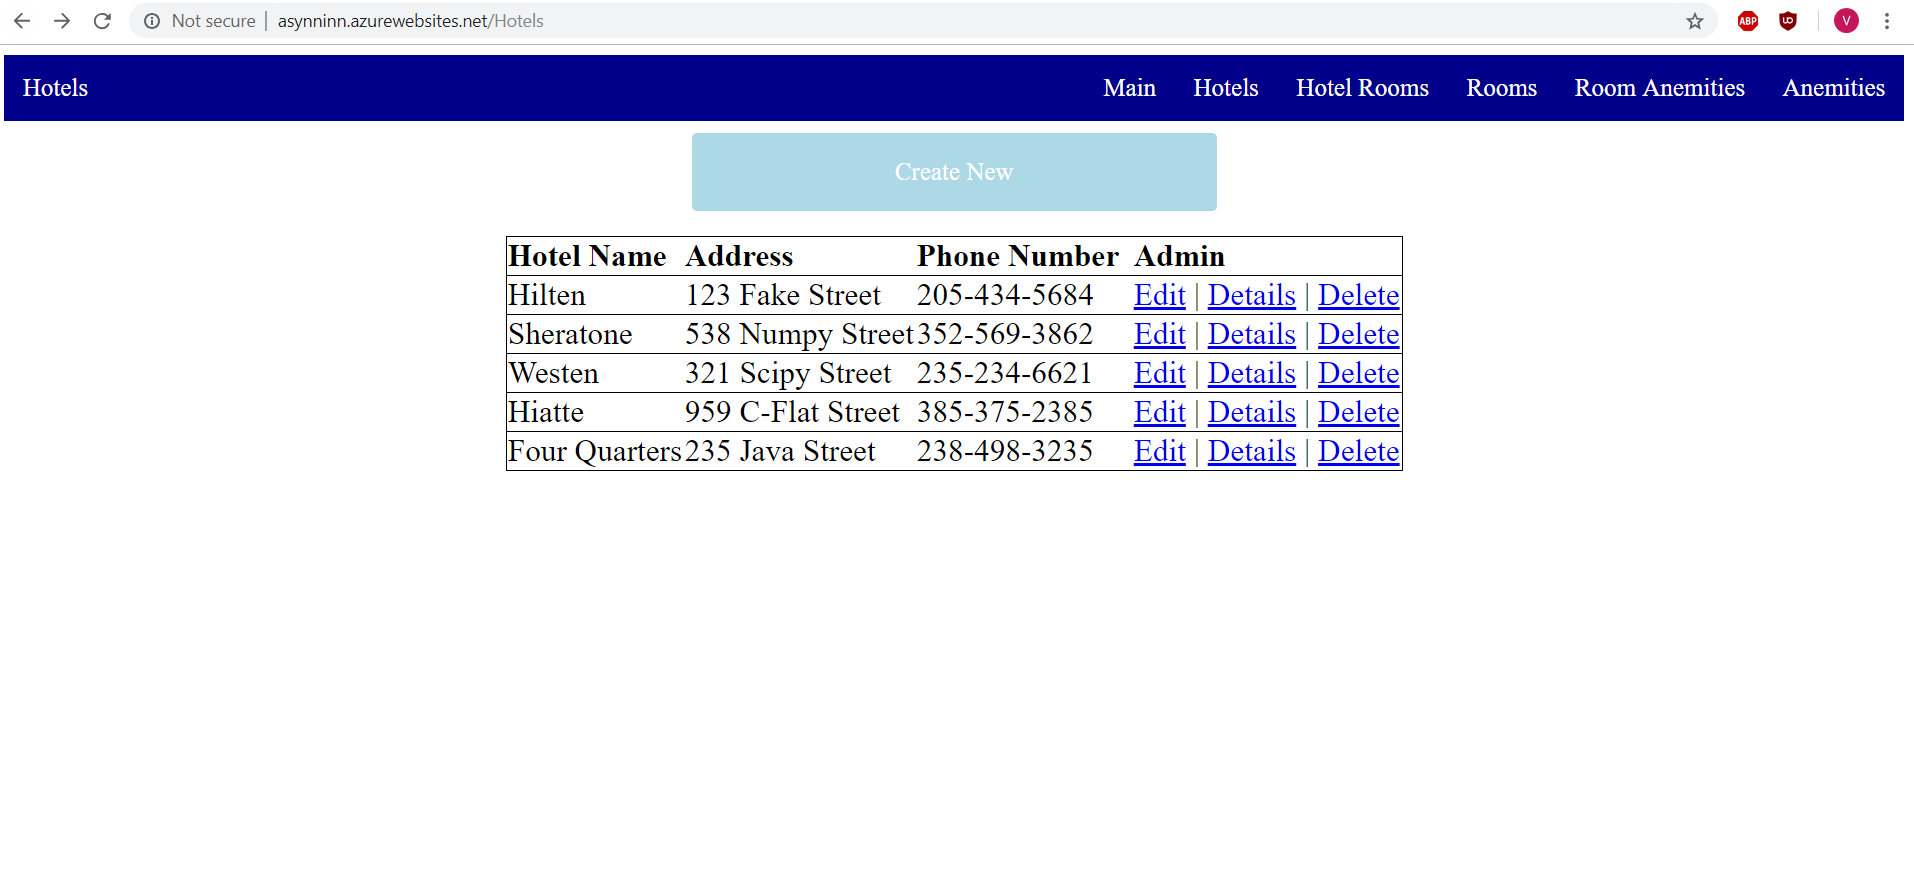 Not secure | asynninn.azurewebsites.net/Hotels ABP V
Hotels Main Hotels Hotel Rooms Rooms Room Anemities Anemities
Create New
Hotel Name Address Phone Number Admin
Hilten 123 Fake Street 205-434-5684 Edit | Details | Delete
Sheratone 538 Numpy Street 352-569-3862 Edit | Details | Delete
Westen 321 Scipy Street 235-234-6621 Edit | Details | Delete
Hiatte 959 C-Flat Street 385-375-2385 Edit | Details | Delete
Four Quarters 235 Java Street 238-498-3235 Edit | Details | Delete